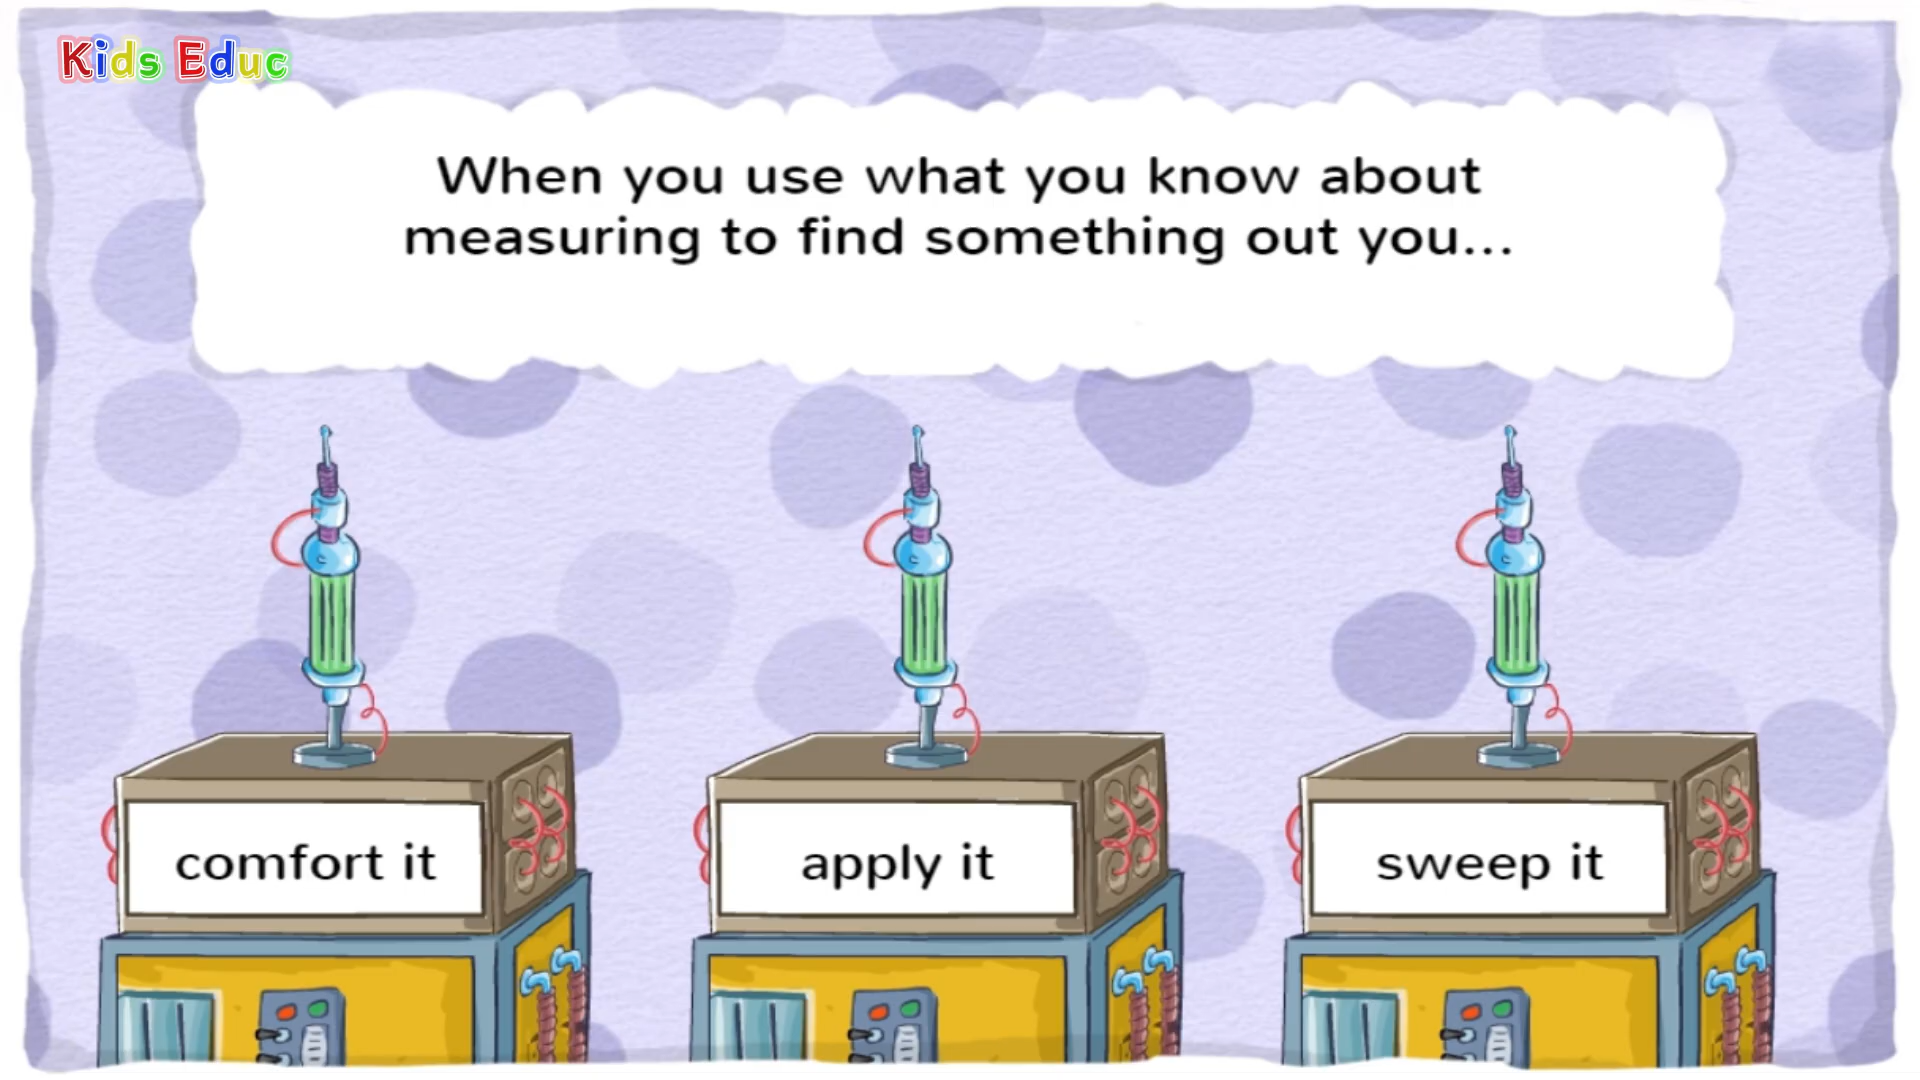 Kids Educ
When you use what you know about
measuring to find something out you...
comfort it
apply it
sweep it